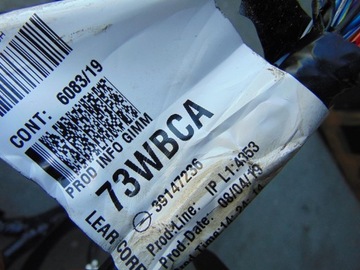 CONT: 6083/19
PROD INFO GIMM
73WBCA
39147236
LEAR CORP
Prod-Line: IP L1:4353
Prod-Date: 08/04/19